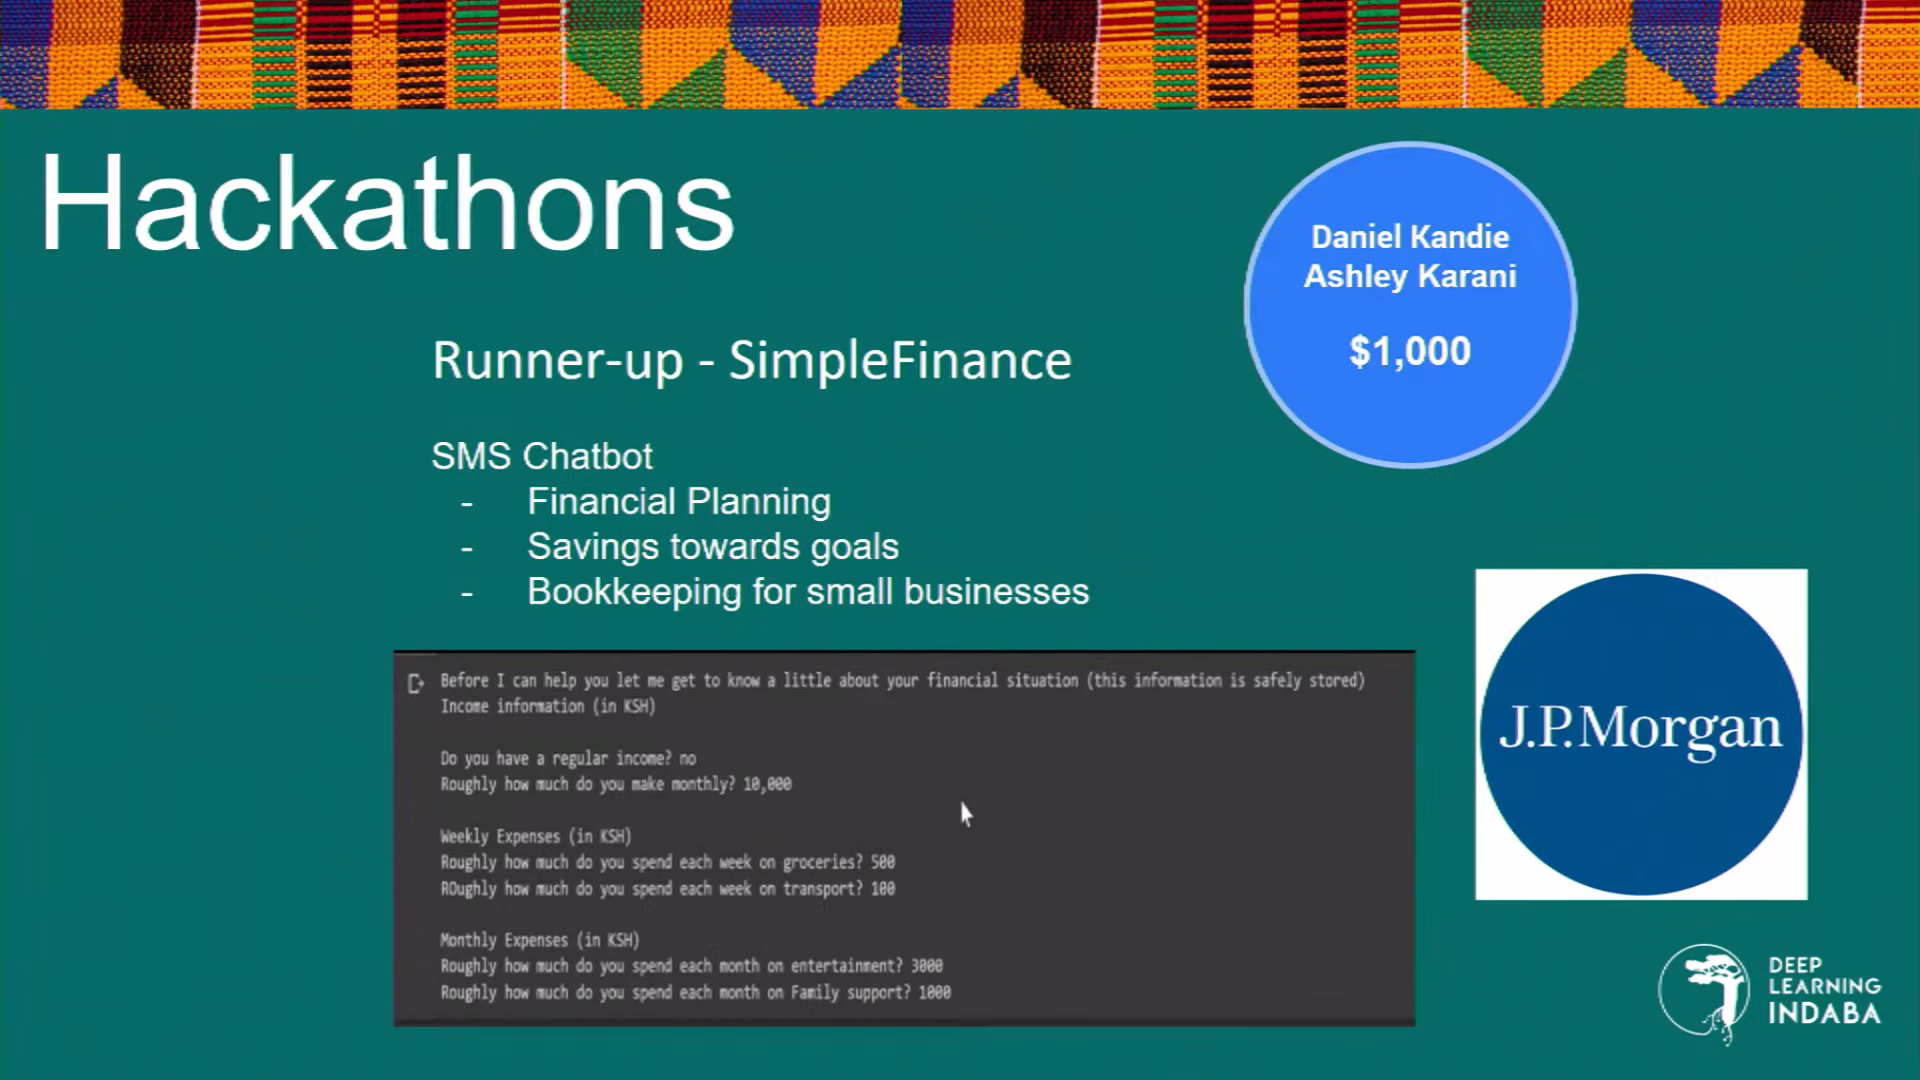 Hackathons
Daniel Kandie
Ashley Karani
$1,000
Runner-up - SimpleFinance
SMS Chatbot
- Financial Planning
- Savings towards goals
- Bookkeeping for small businesses
Before I can help you let me get to know a little about your financial situation (this information is safely stored)
Income information (in KSH)
Do you have a regular income? no
Roughly how much do you make monthly? 10,000
Weekly Expenses (in KSH)
Roughly how much do you spend each week on groceries? 500
ROughly how much do you spend each week on transport? 100
Monthly Expenses (in KSH)
Roughly how much do you spend each month on entertainment? 3000
Roughly how much do you spend each month on Family support? 1000
J.P.Morgan
DEEP
LEARNING
INDABA